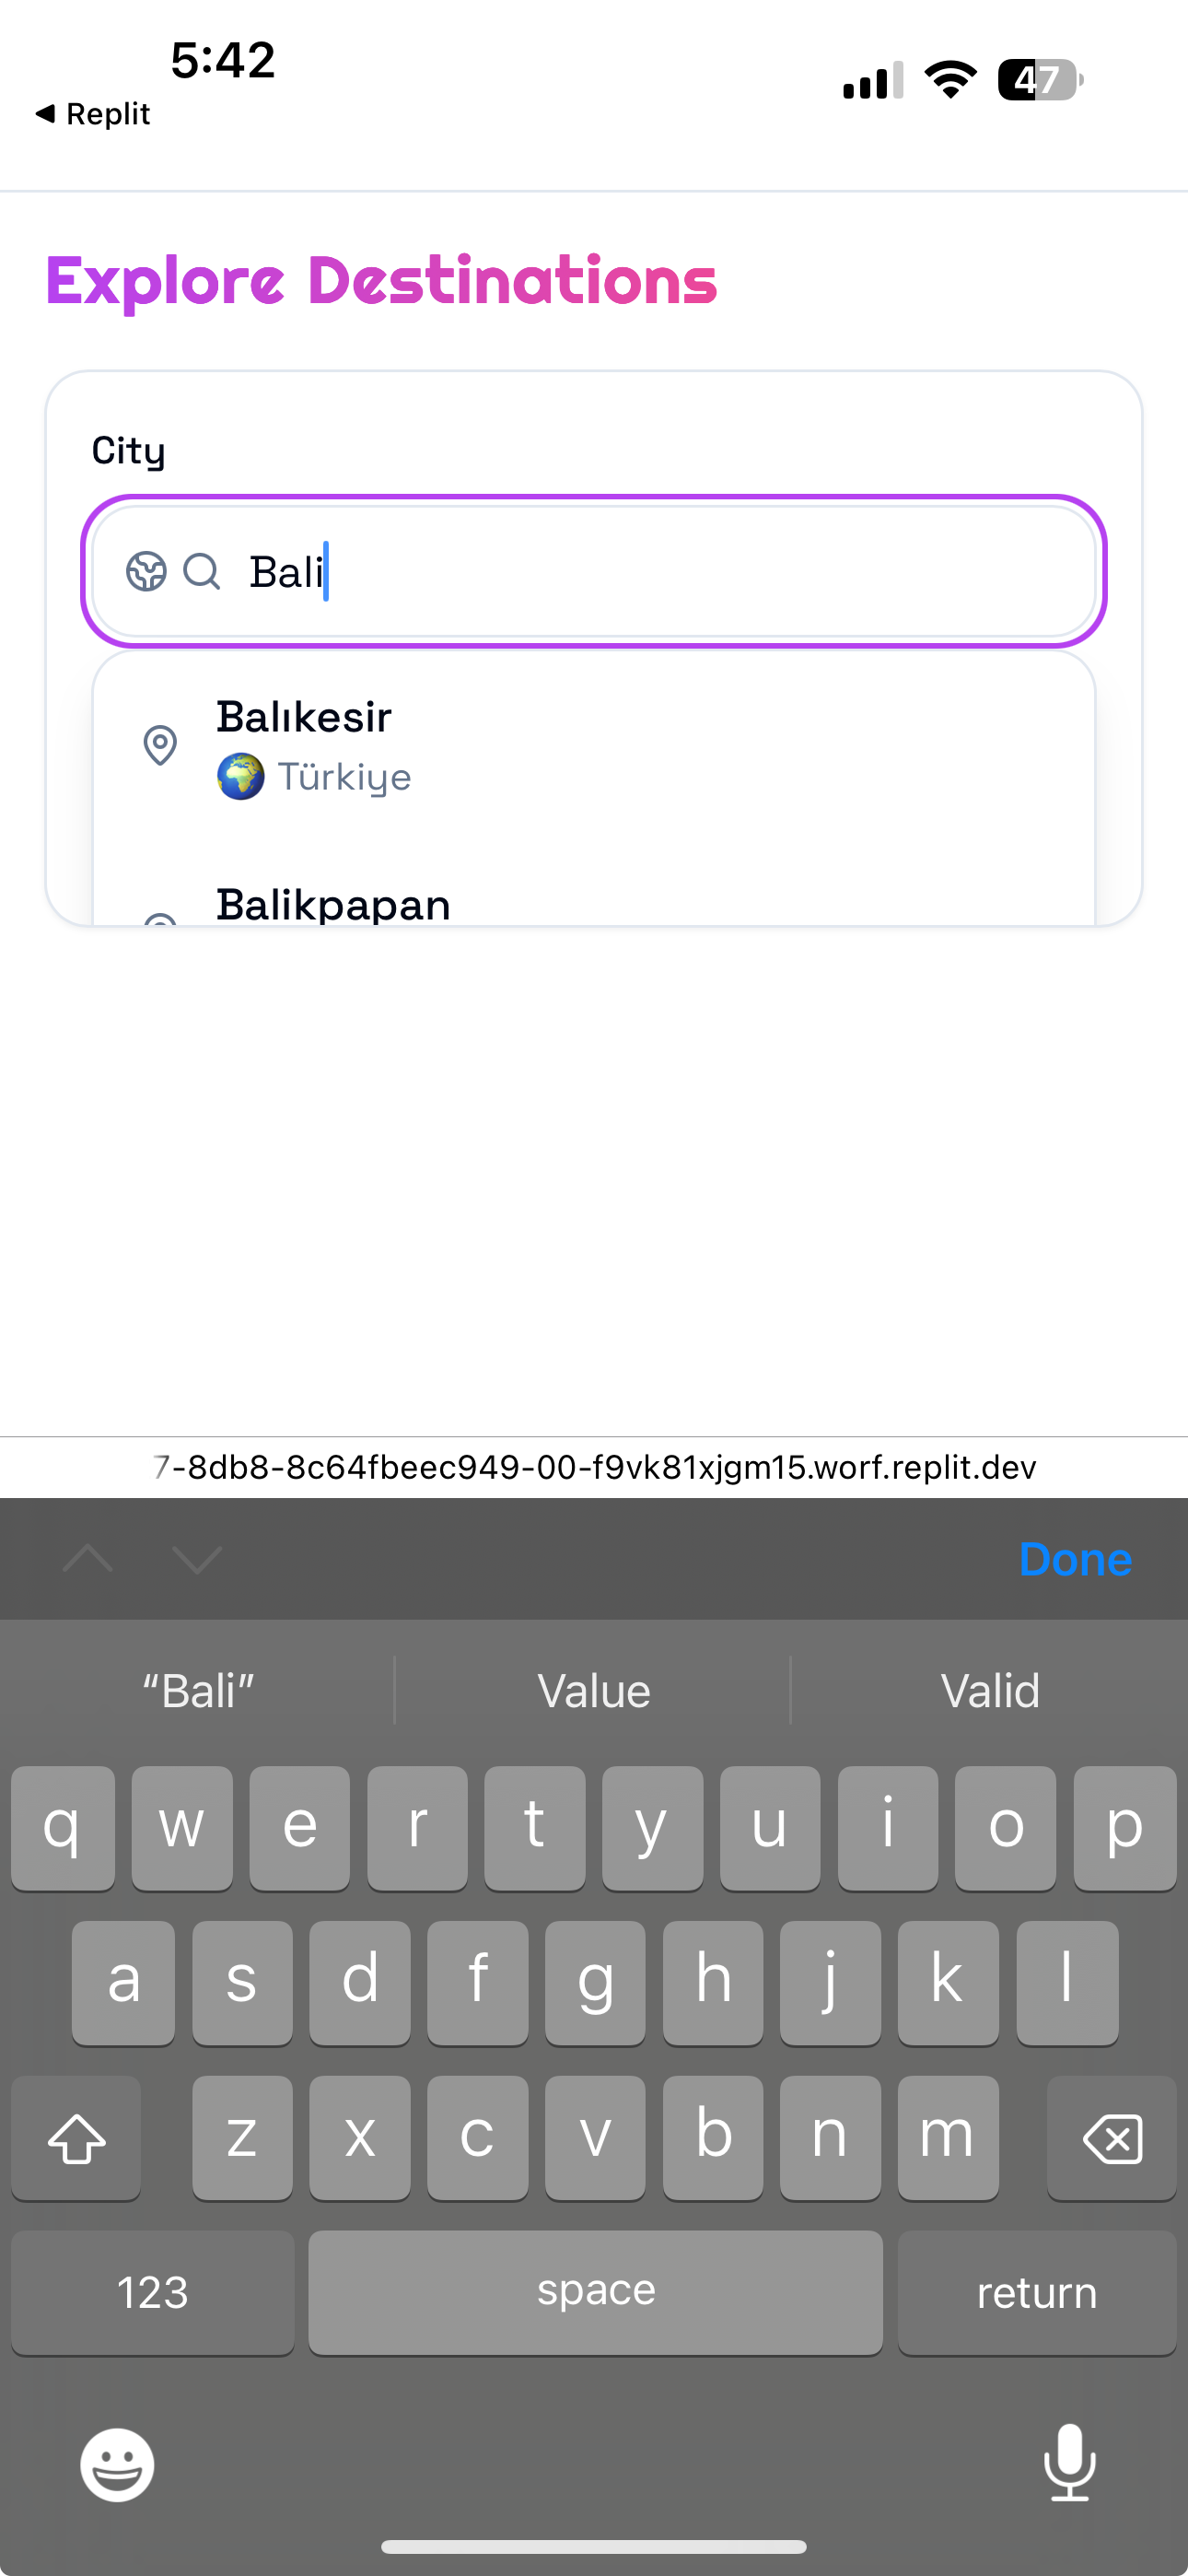 5:42
47
◀ Replit
Explore Destinations
City
Bali
Balıkesir
🌍 Türkiye
Balikpapan
7-8db8-8c64fbeec949-00-f9vk81xjgm15.worf.replit.dev
Done
“Bali” Value Valid
q w e r t y u i o p
a s d f g h j k l
z x c v b n m
123 space return